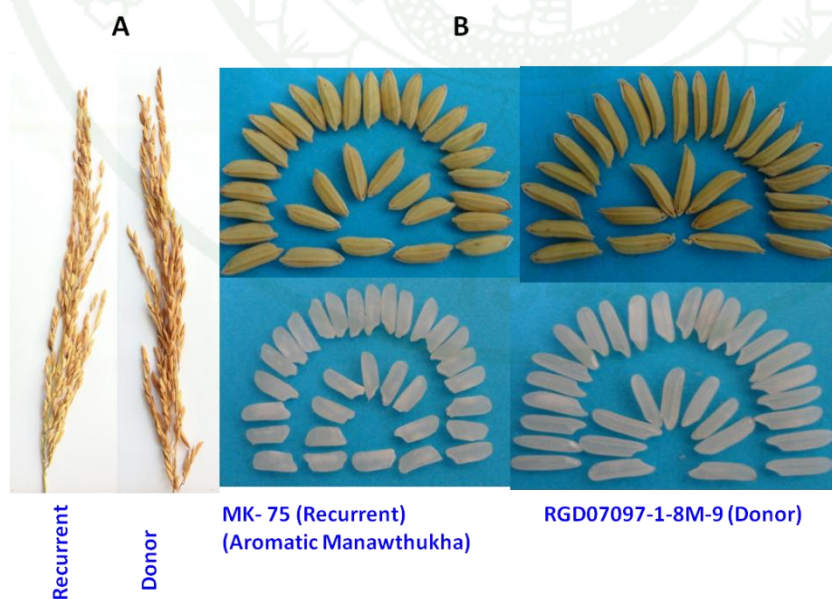 A
B
Recurrent
Donor
MK- 75 (Recurrent)
(Aromatic Manawthukha)
RGD07097-1-8M-9 (Donor)